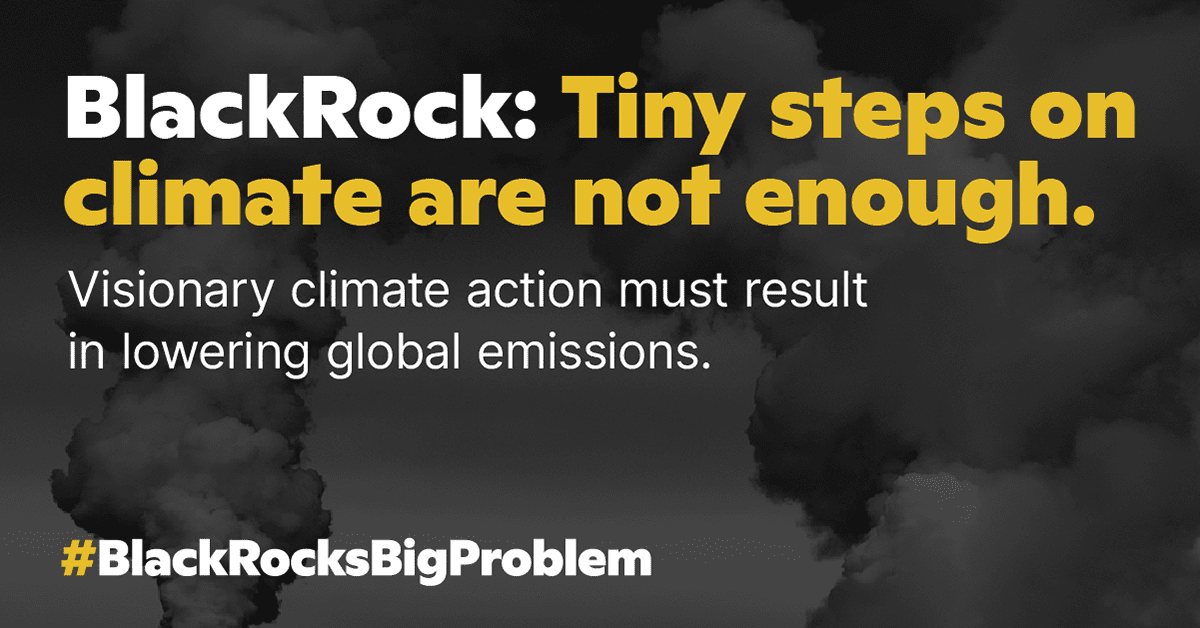 BlackRock: Tiny steps on
climate are not enough.
Visionary climate action must result
in lowering global emissions.
#BlackRocksBigProblem